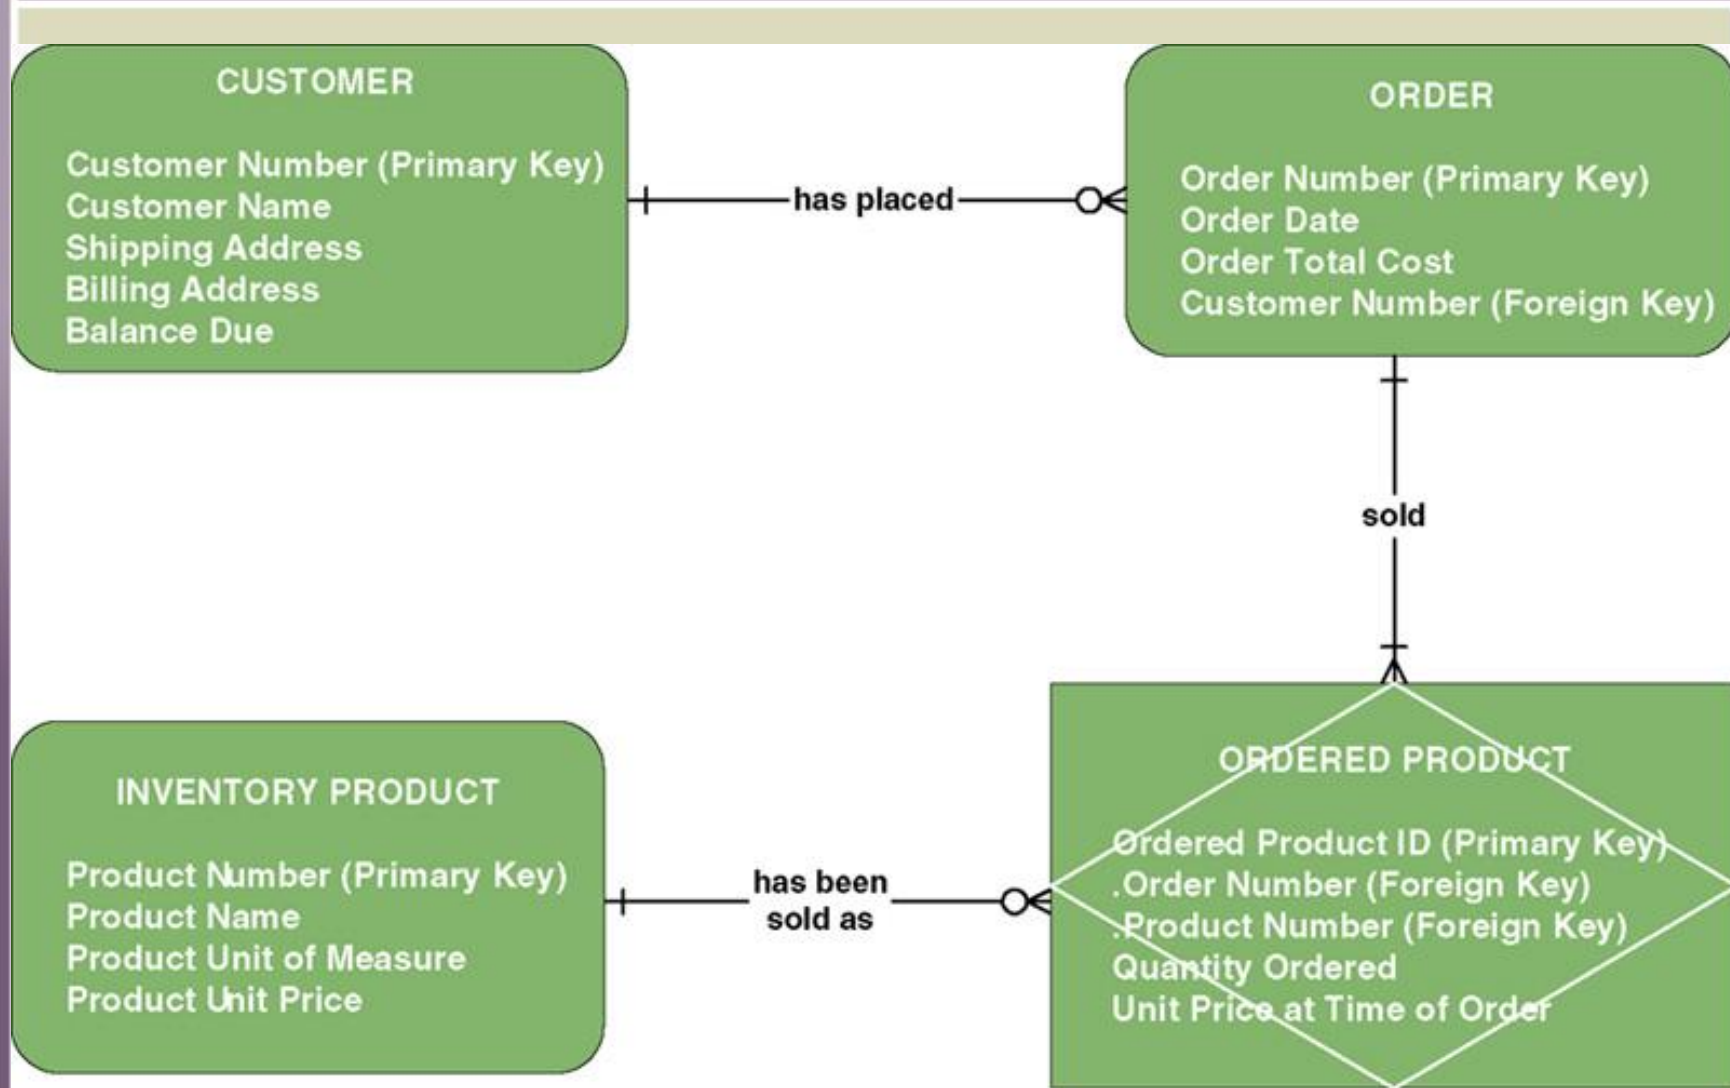 CUSTOMER
Customer Number (Primary Key)
Customer Name
Shipping Address
Billing Address
Balance Due
has placed
ORDER
Order Number (Primary Key)
Order Date
Order Total Cost
Customer Number (Foreign Key)
sold
INVENTORY PRODUCT
Product Number (Primary Key)
Product Name
Product Unit of Measure
Product Unit Price
has been
sold as
ORDERED PRODUCT
Ordered Product ID (Primary Key)
.Order Number (Foreign Key)
.Product Number (Foreign Key)
Quantity Ordered
Unit Price at Time of Order